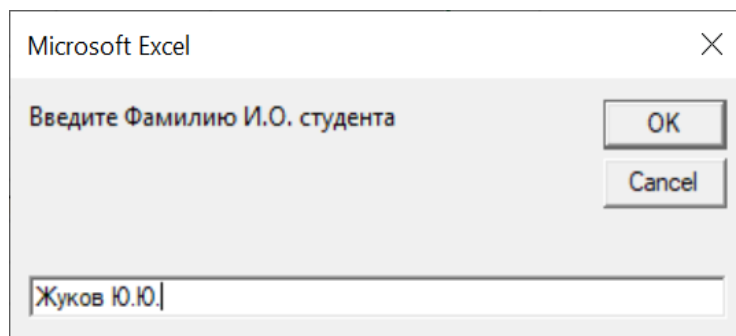 Microsoft Excel
Введите Фамилию И.О. студента
OK
Cancel
Жуков Ю.Ю.